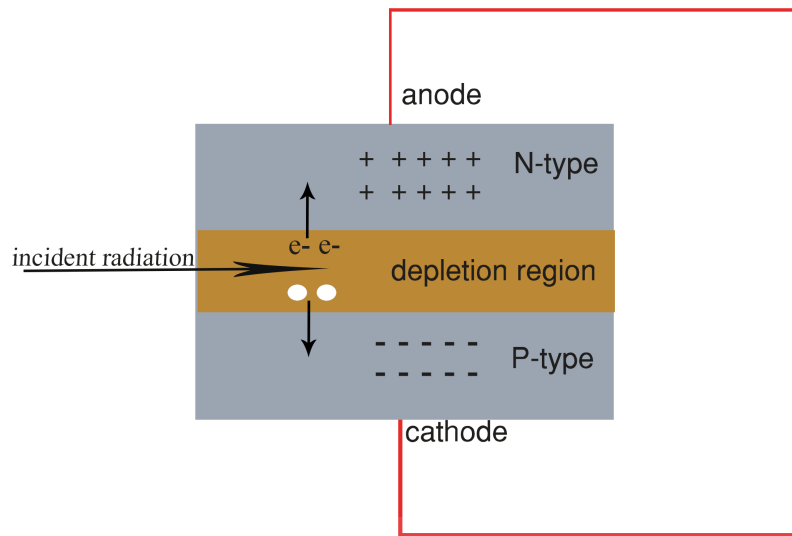 anode
+ + + + +
N-type
+ + + + +
e- e-
incident radiation
depletion region
- - - - -
P-type
- - - - -
cathode